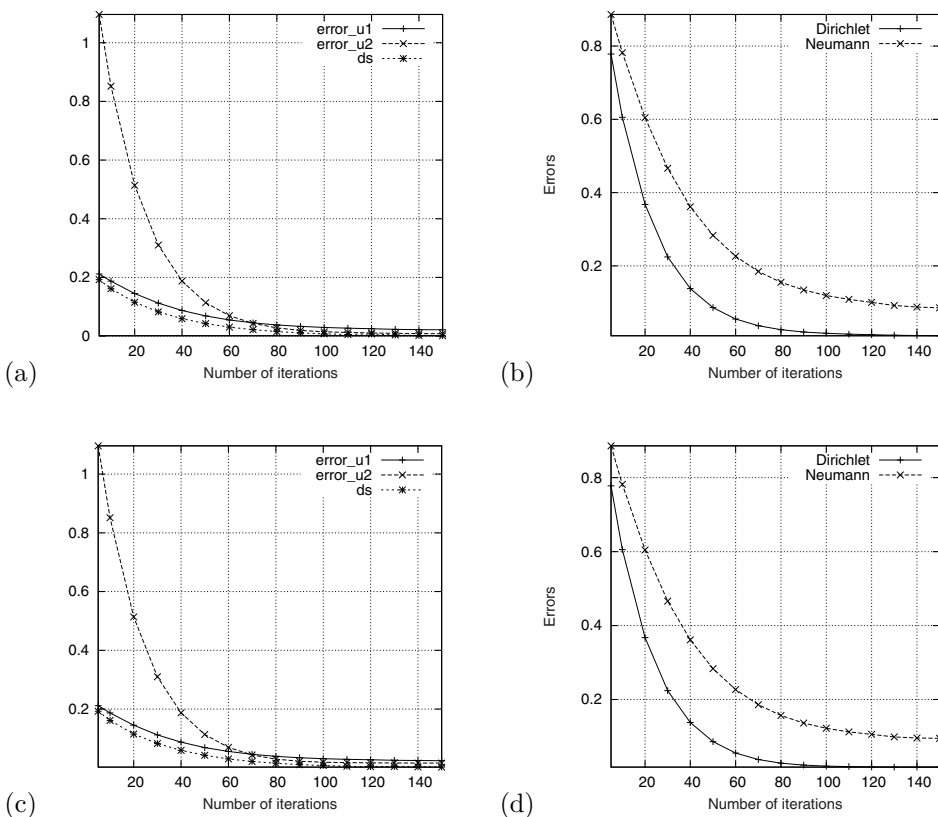 error_u1
error_u2
ds
1
0.8
0.6
0.4
0.2
0
20 40 60 80 100 120 140
Number of iterations
(a)
Dirichlet
Neumann
0.8
0.6
0.4
0.2
Errors
20 40 60 80 100 120 140
Number of iterations
(b)
error_u1
error_u2
ds
1
0.8
0.6
0.4
0.2
20 40 60 80 100 120 140
Number of iterations
(c)
Dirichlet
Neumann
0.8
0.6
0.4
0.2
Errors
20 40 60 80 100 120 140
Number of iterations
(d)